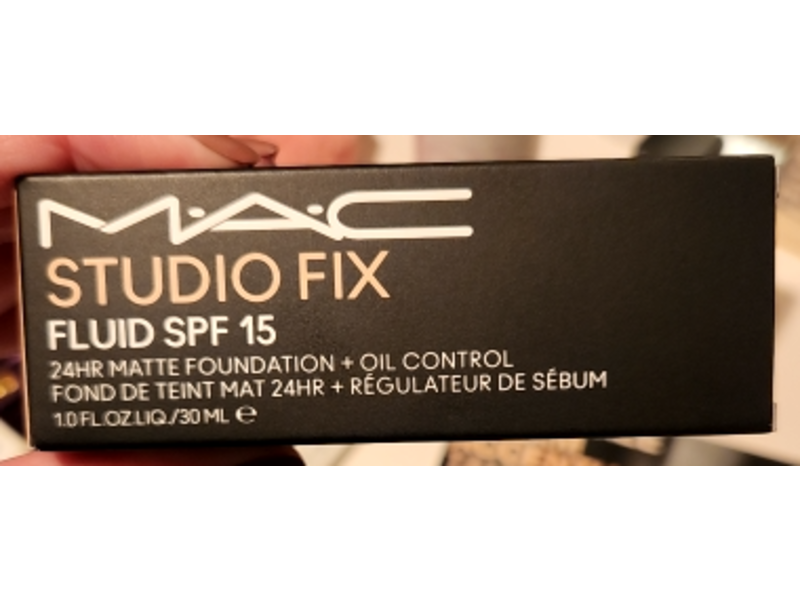 M·A·C
STUDIO FIX
FLUID SPF 15
24HR MATTE FOUNDATION + OIL CONTROL
FOND DE TEINT MAT 24HR + RÉGULATEUR DE SÉBUM
1.0 FL.OZ.LIQ./30 ML ℮